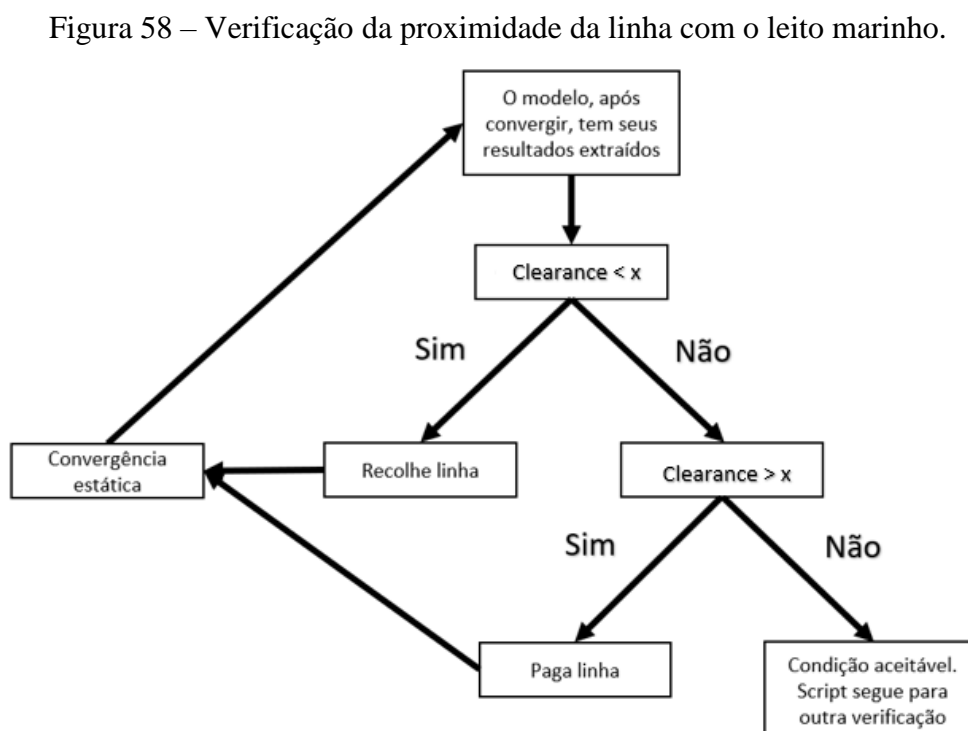 Figura 58 – Verificação da proximidade da linha com o leito marinho.
O modelo, após
convergir, tem seus
resultados extraídos
Clearance < x
Sim
Não
Convergência
estática
Recolhe linha
Clearance > x
Sim
Não
Paga linha
Condição aceitável.
Script segue para
outra verificação